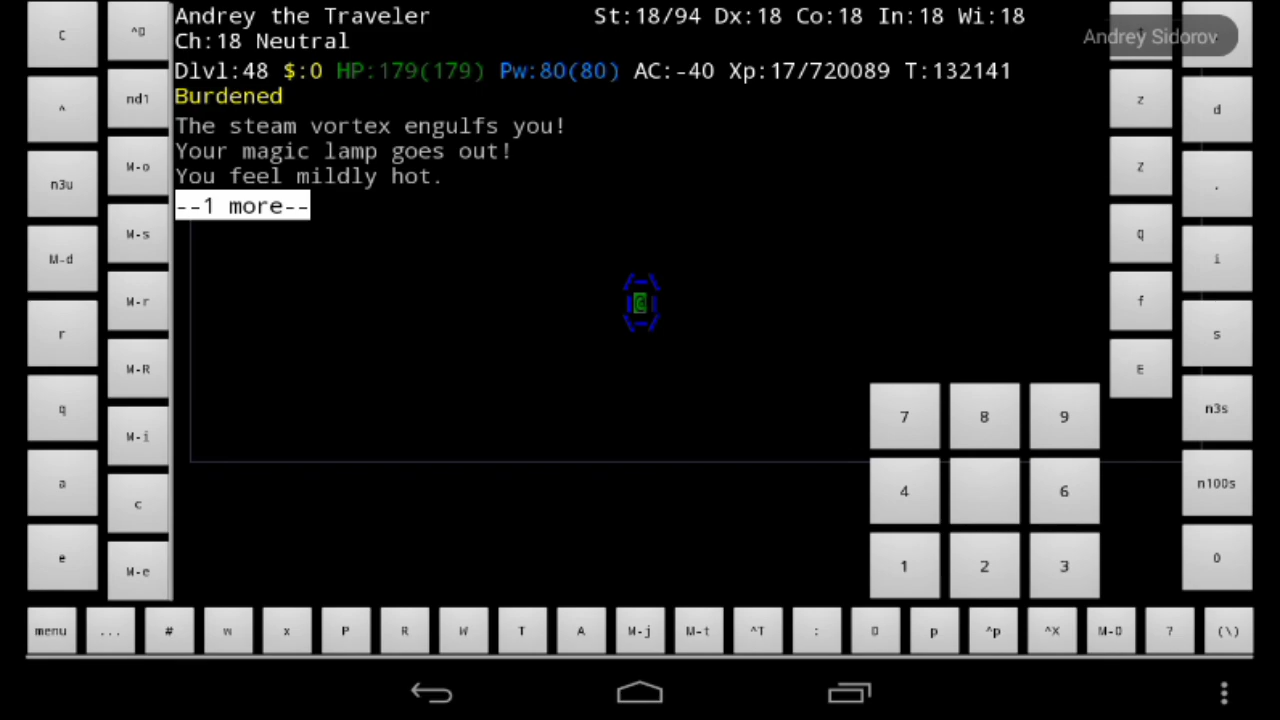 Andrey the Traveler St:18/94 Dx:18 Co:18 In:18 Wi:18
Ch:18 Neutral
Andrey Sidorov
Dlvl:48 $:0 HP:179(179) Pw:80(80) AC:-40 Xp:17/720089 T:132141
Burdened
The steam vortex engulfs you!
Your magic lamp goes out!
You feel mildly hot.
--1 more--
/-\
|@|
\-/
C
^
n3u
M-d
r
q
a
e
^D
nd1
M-o
M-s
M-r
M-R
M-i
c
M-e
z
Z
q
f
E
d
.
i
s
n3s
n100s
0
7 8 9
4 6
1 2 3
menu ... # w x P R W T A M-j M-t ^T : O p ^p ^X M-O ? (\)